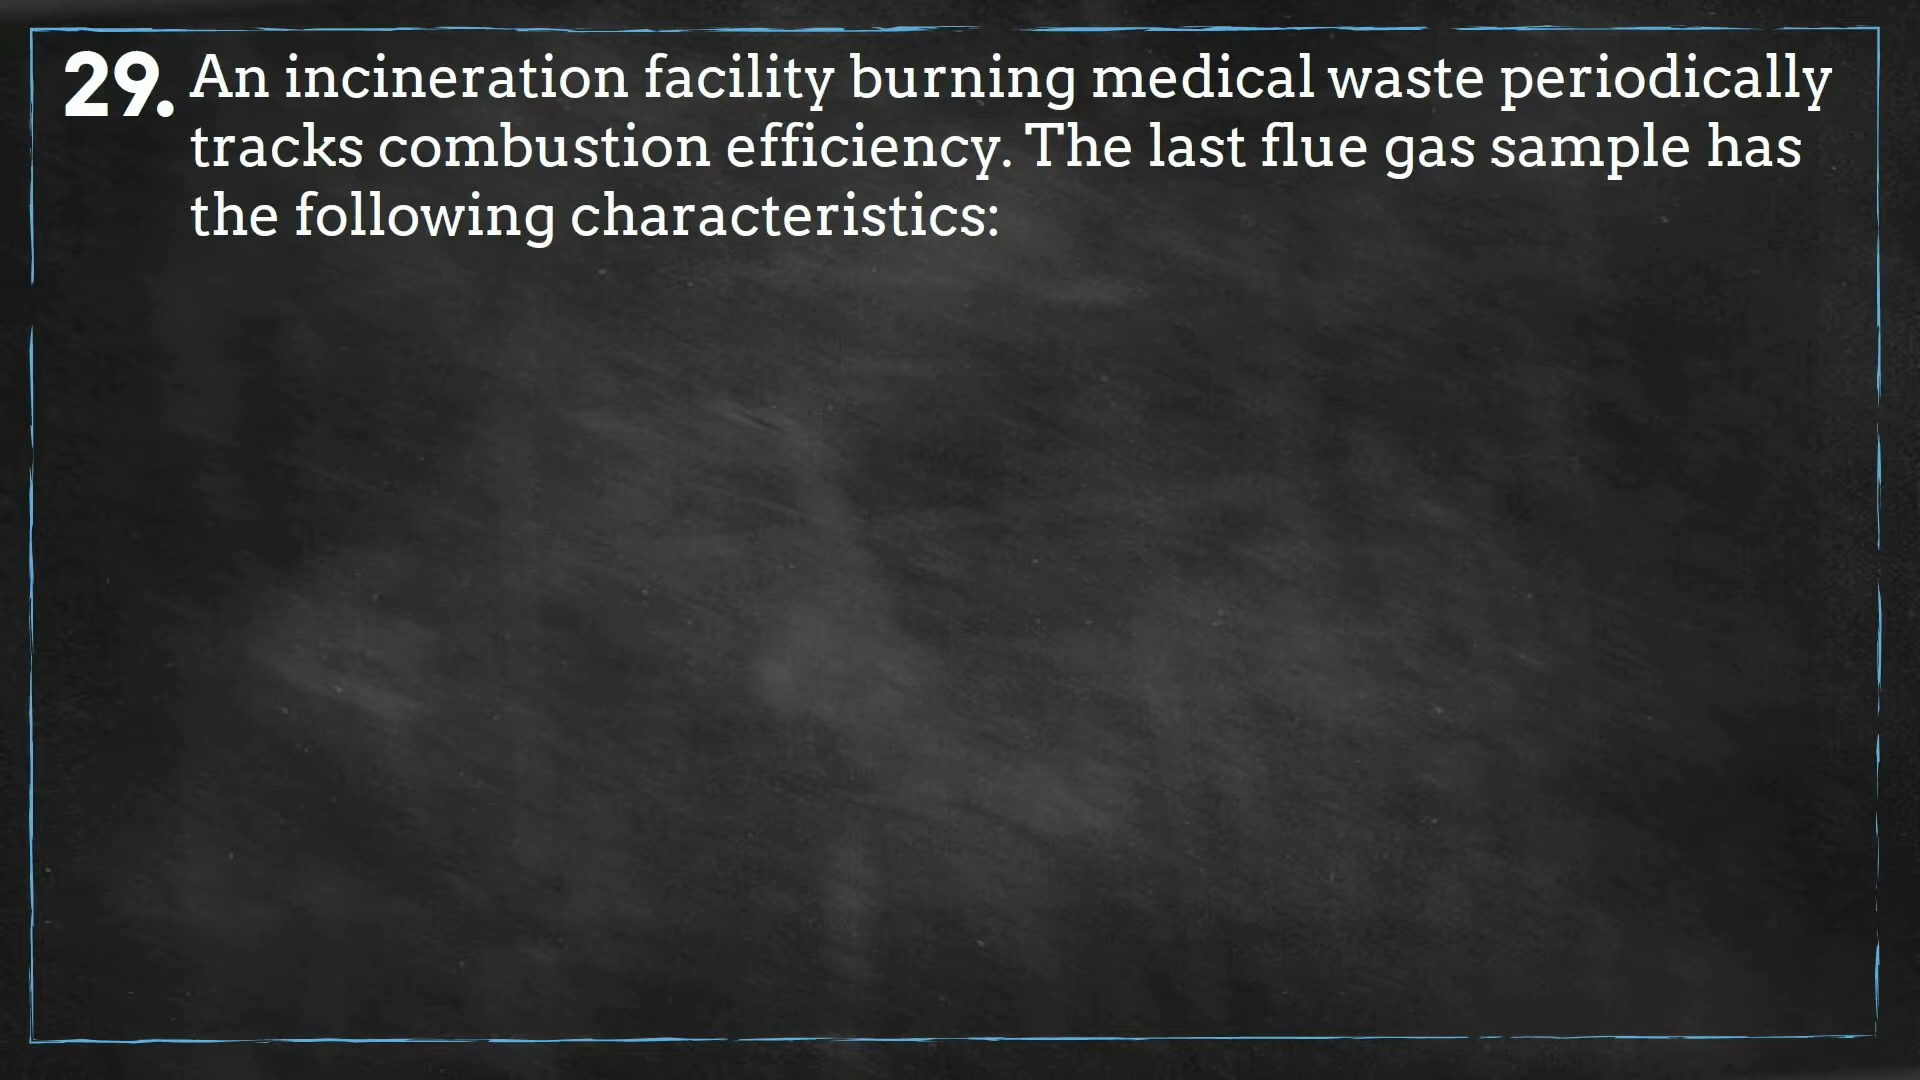 29. An incineration facility burning medical waste periodically
tracks combustion efficiency. The last flue gas sample has
the following characteristics: